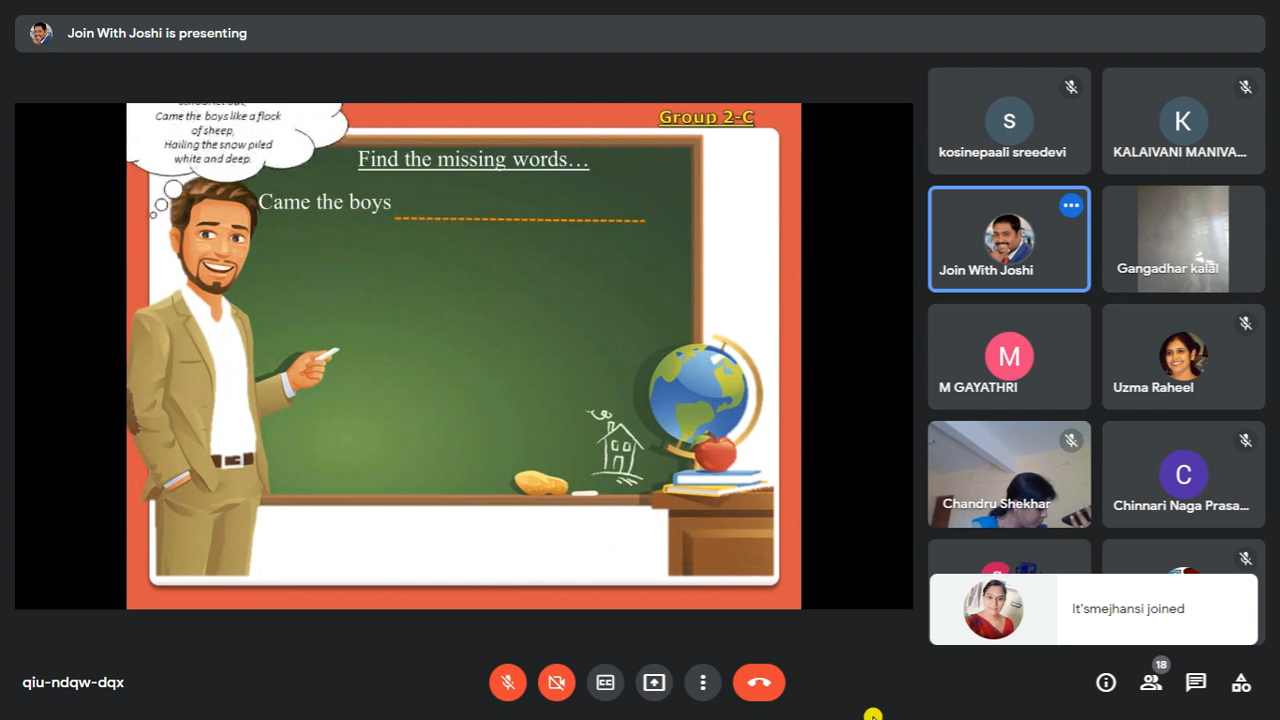 Join With Joshi is presenting
Came the boys like a flock
of sheep,
Hailing the snow piled
white and deep.
Group 2-C
Find the missing words…
Came the boys
s
kosinepaali sreedevi
K
KALAIVANI MANIVA...
Join With Joshi
Gangadhar kalal
M
M GAYATHRI
Uzma Raheel
Chandru Shekhar
C
Chinnari Naga Prasa...
It'smejhansi joined
qiu-ndqw-dqx
CC
18